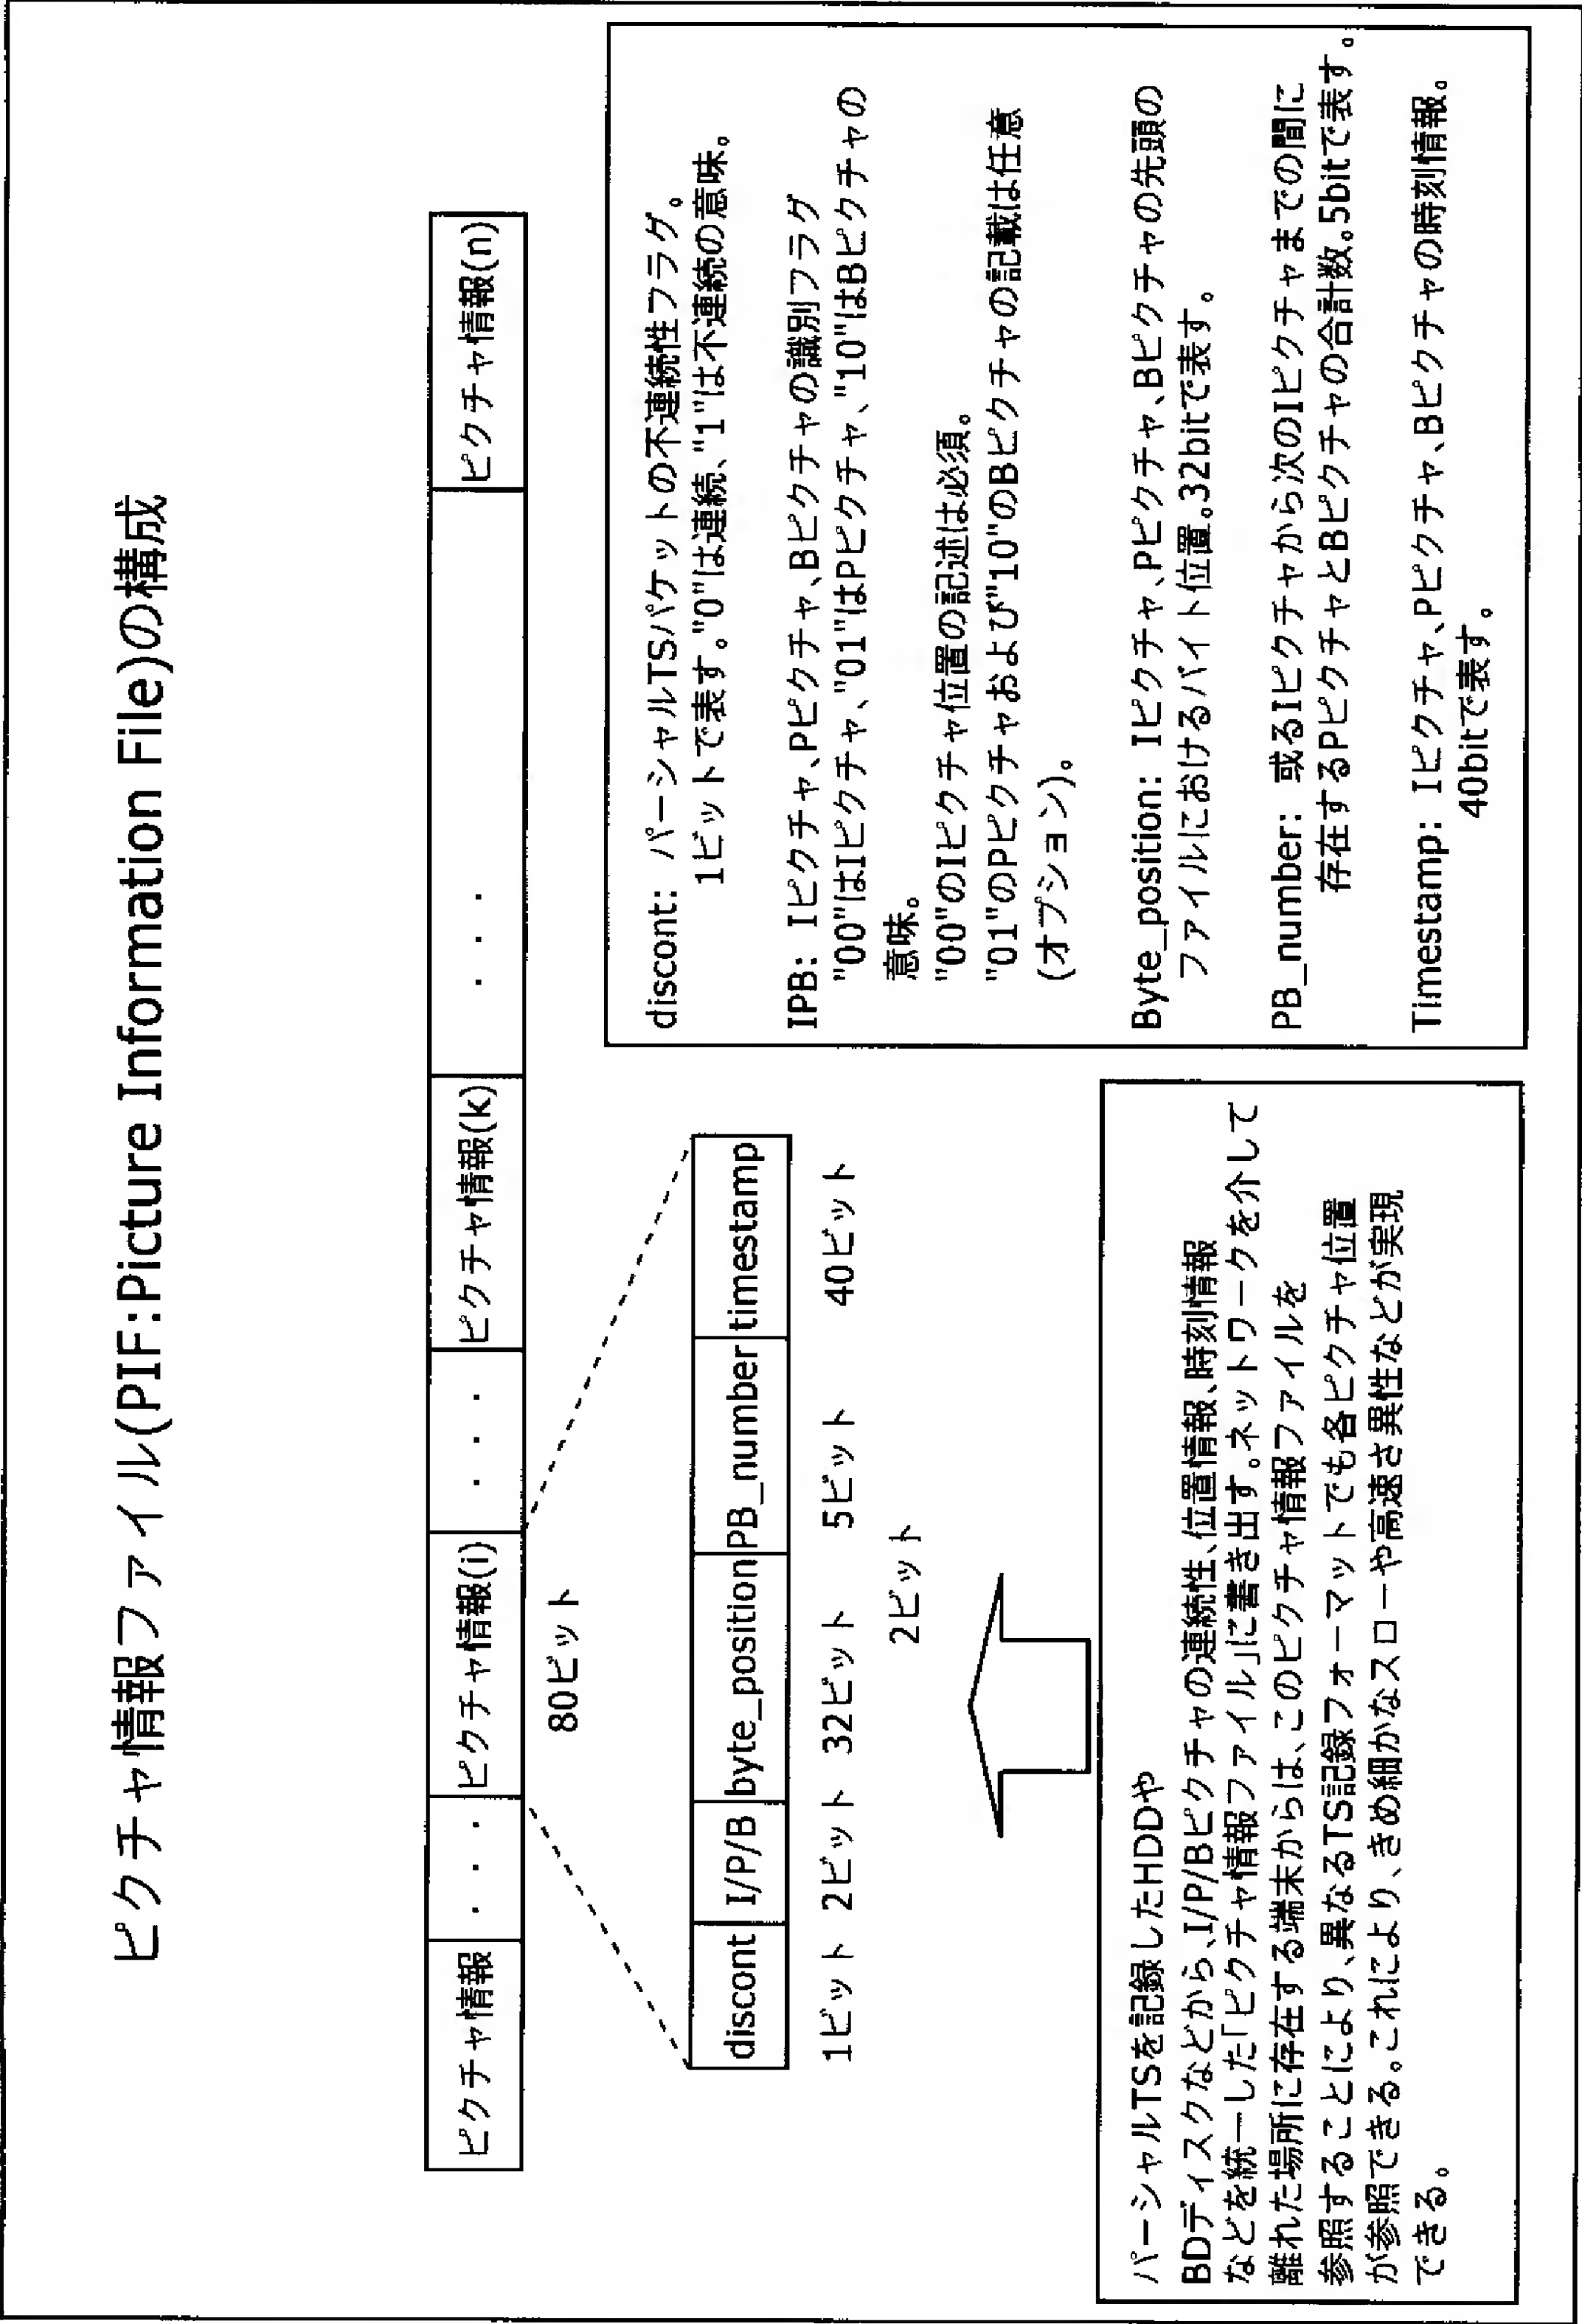 ピクチャ情報ファイル(PIF:Picture Information File)の構成
ピクチャ情報 ・・・ ピクチャ情報(i) ・・・ ピクチャ情報(k) ・・・ ピクチャ情報(n)
80ビット
discont I/P/B byte_position PB_number timestamp
1ビット 2ビット 32ビット 5ビット 40ビット
2ビット
パーシャルTSを記録したHDDや
BDディスクなどから、I/P/Bピクチャの連続性、位置情報、時刻情報
などを統一した「ピクチャ情報ファイル」に書き出す。ネットワークを介して
離れた場所に存在する端末からは、このピクチャ情報ファイルを
参照することにより、異なるTS記録フォーマットでも各ピクチャ位置
が参照できる。これにより、きめ細かなスローや高速さ異性などが実現
できる。
discont: パーシャルTSパケットの不連続性フラグ。
1ビットで表す。"0"は連続、"1"は不連続の意味。
IPB: Iピクチャ、Pピクチャ、Bピクチャの識別フラグ
"00"はIピクチャ、"01"はPピクチャ、"10"はBピクチャの
意味。
"00"のIピクチャ位置の記述は必須。
"01"のPピクチャおよび"10"のBピクチャの記載は任意
(オプション)。
Byte_position: Iピクチャ、Pピクチャ、Bピクチャの先頭の
ファイルにおけるバイト位置。32bitで表す。
PB_number: 或るIピクチャから次のIピクチャまでの間に
存在するPピクチャとBピクチャの合計数。5bitで表す。
Timestamp: Iピクチャ、Pピクチャ、Bピクチャの時刻情報。
40bitで表す。